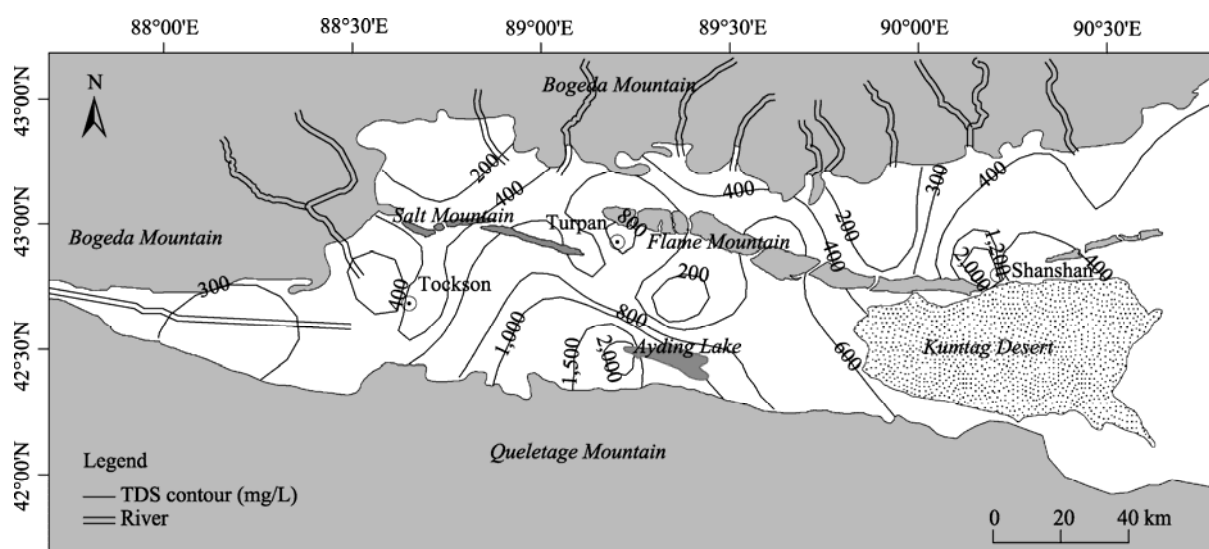 88°00'E 88°30'E 89°00'E 89°30'E 90°00'E 90°30'E
43°00'N
N
Bogeda Mountain
200
400
400
300
400
43°00'N
Salt Mountain
Turpan
800
Flame Mountain
200
400
1,200
2,000
Shanshan
400
Bogeda Mountain
300
400
Tockson
200
42°30'N
1,000
800
1,500
2,000
Ayding Lake
600
Kumtag Desert
Queletage Mountain
42°00'N
Legend
TDS contour (mg/L)
River
0 20 40 km